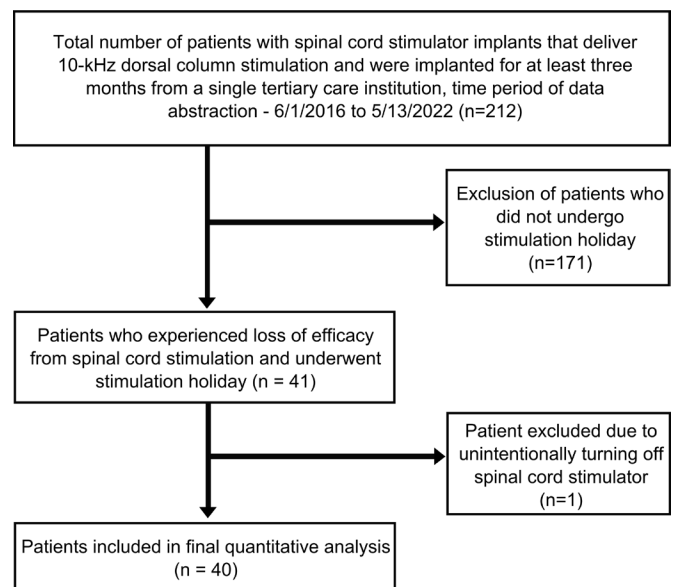 Total number of patients with spinal cord stimulator implants that deliver
10-kHz dorsal column stimulation and were implanted for at least three
months from a single tertiary care institution, time period of data
abstraction - 6/1/2016 to 5/13/2022 (n=212)
Exclusion of patients who
did not undergo
stimulation holiday
(n=171)
Patients who experienced loss of efficacy
from spinal cord stimulation and underwent
stimulation holiday (n = 41)
Patient excluded due to
unintentionally turning off
spinal cord stimulator
(n=1)
Patients included in final quantitative analysis
(n = 40)